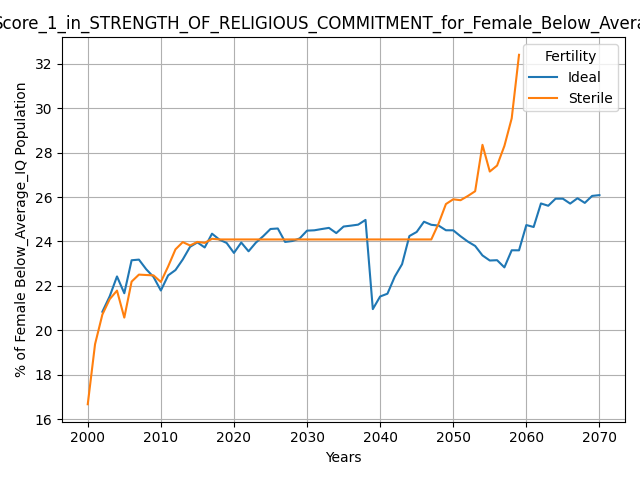 Score_1_in_STRENGTH_OF_RELIGIOUS_COMMITMENT_for_Female_Below_Avera
% of Female Below_Average_IQ Population
32
30
28
26
24
22
20
18
16
Fertility
Ideal
Sterile
2000 2010 2020 2030 2040 2050 2060 2070
Years